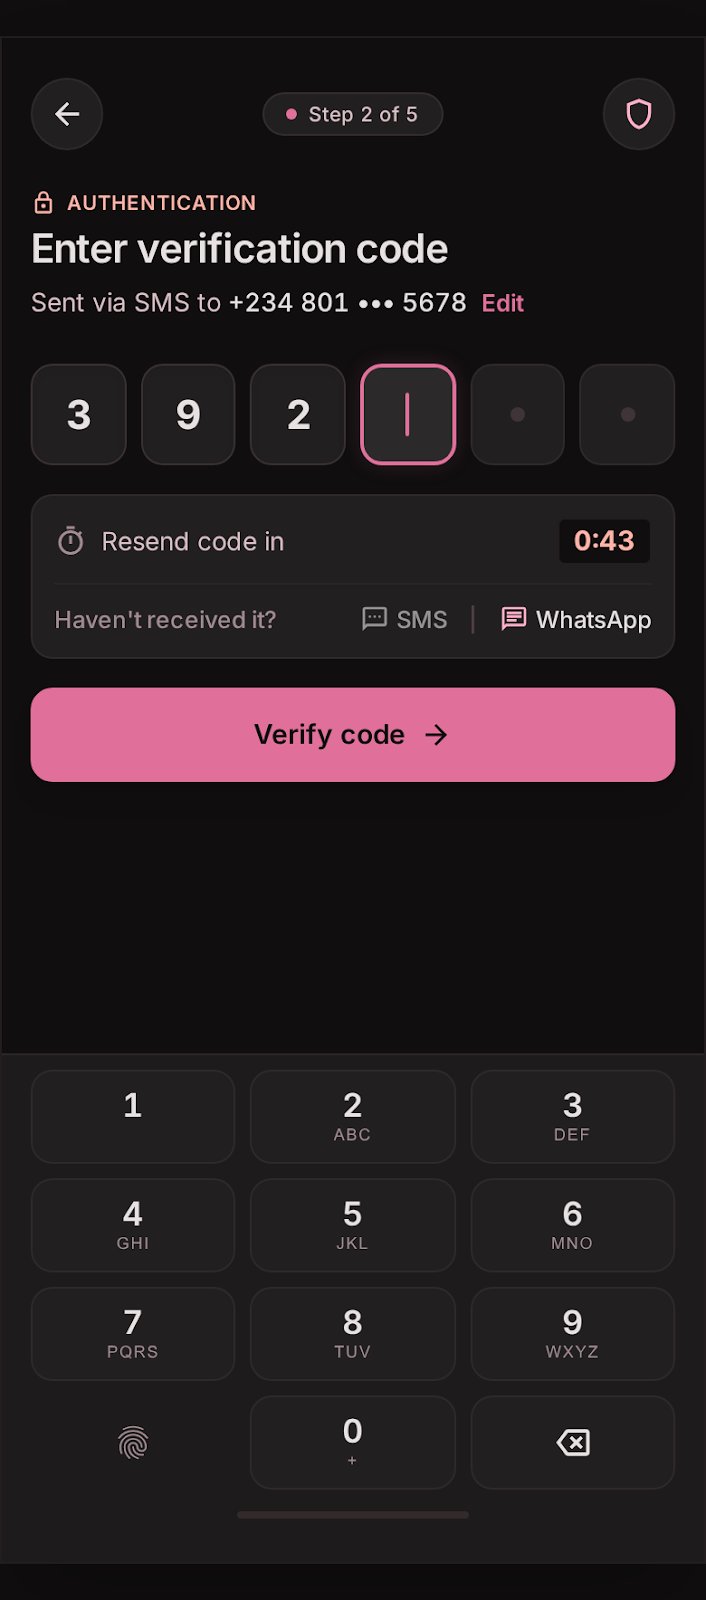 Step 2 of 5
AUTHENTICATION
Enter verification code
Sent via SMS to +234 801 ••• 5678 Edit
3 9 2
Resend code in 0:43
Haven't received it? SMS | WhatsApp
Verify code →
1 2 3
ABC DEF
4 5 6
GHI JKL MNO
7 8 9
PQRS TUV WXYZ
0
+